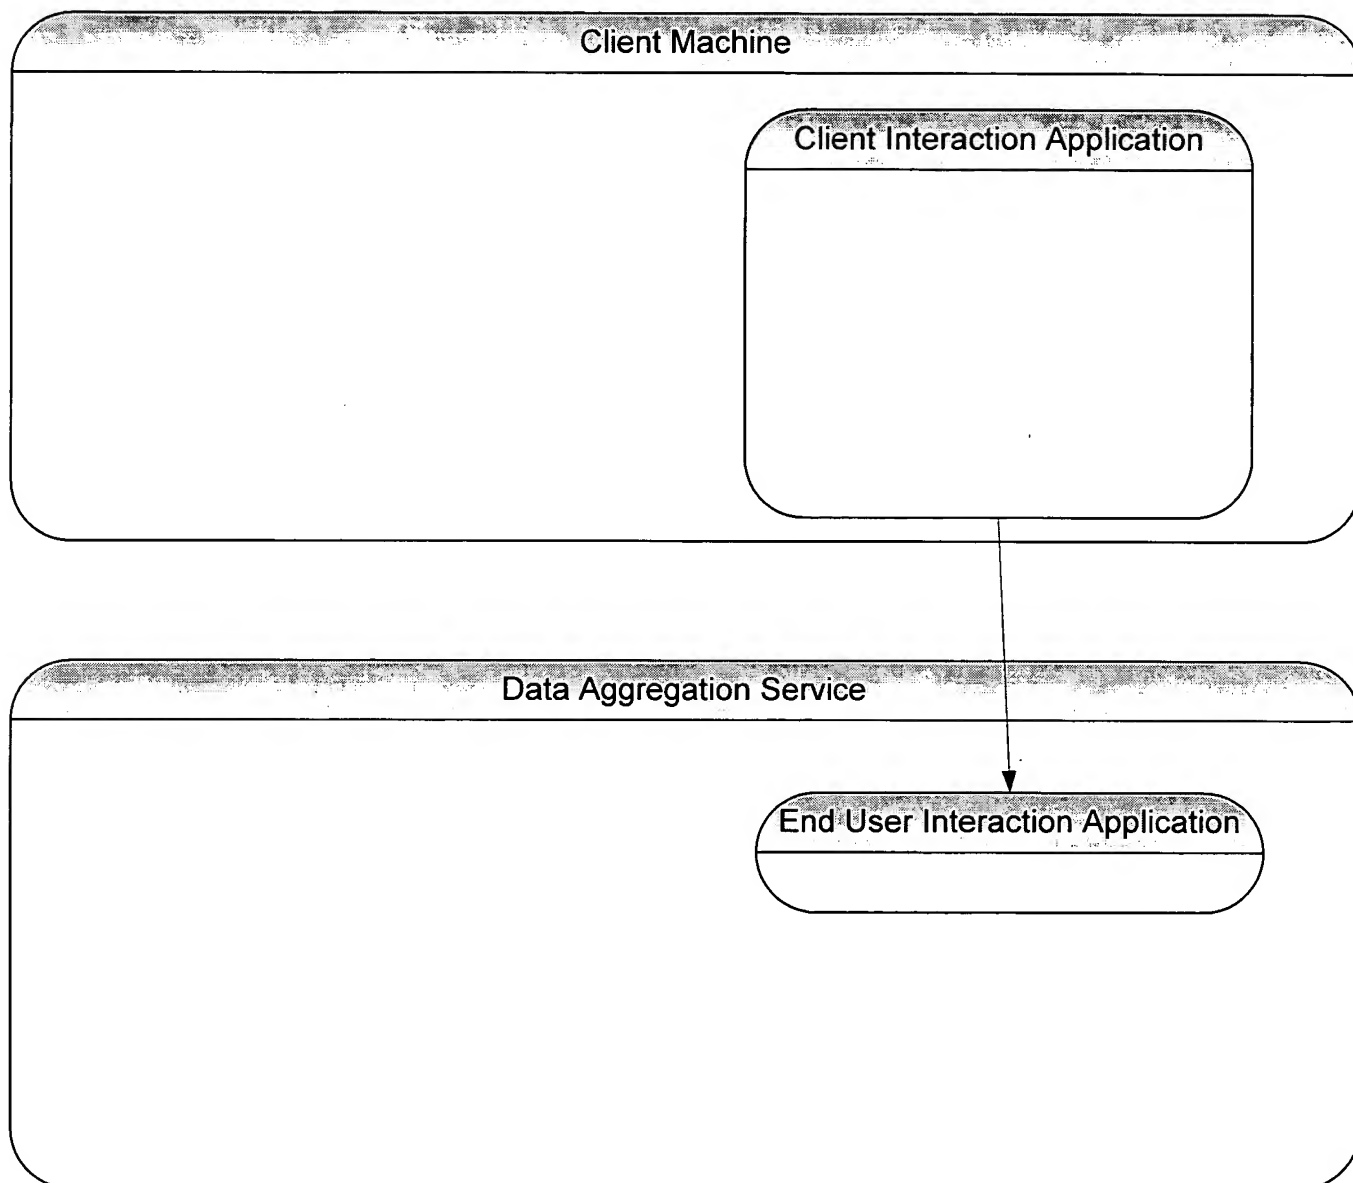 Client Machine
Client Interaction Application
Data Aggregation Service
End User Interaction Application